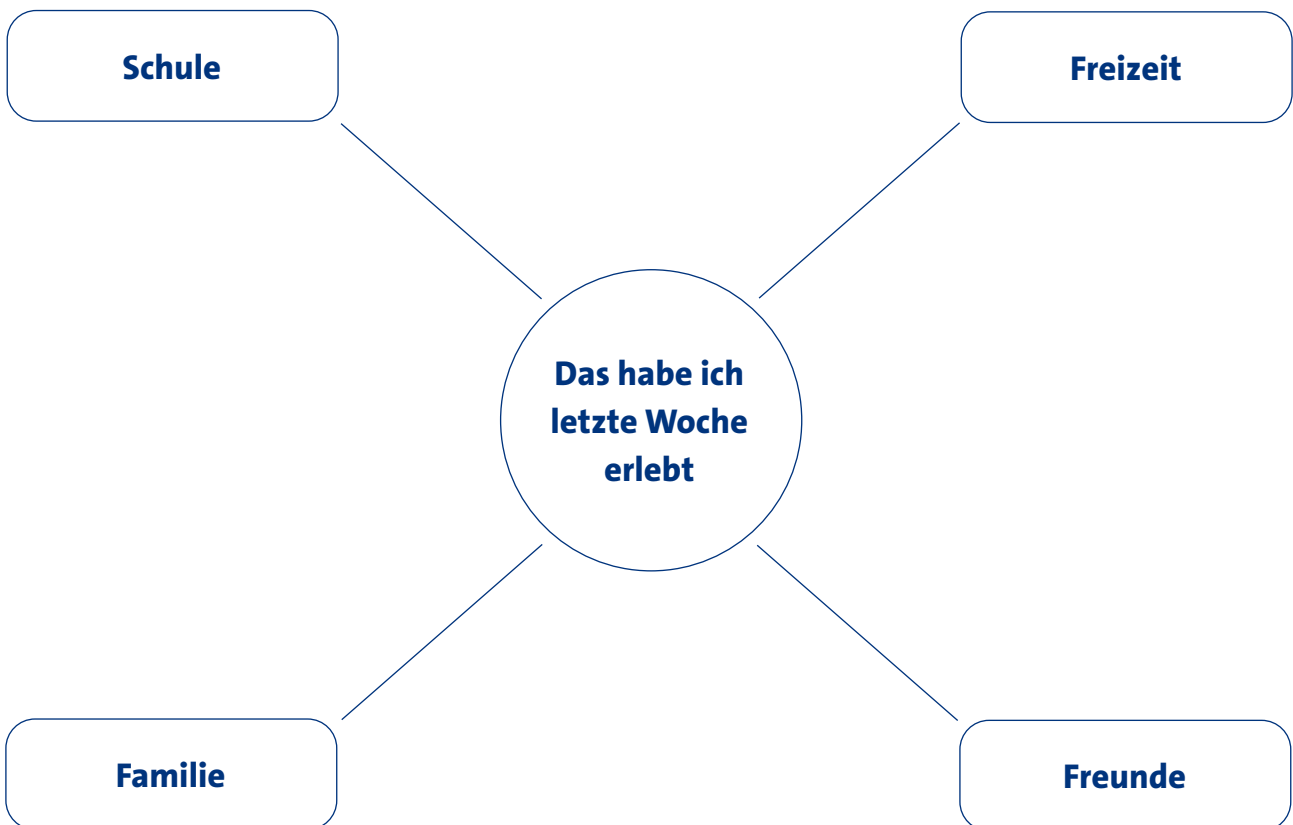 Schule
Freizeit
Das habe ich
letzte Woche
erlebt
Familie
Freunde